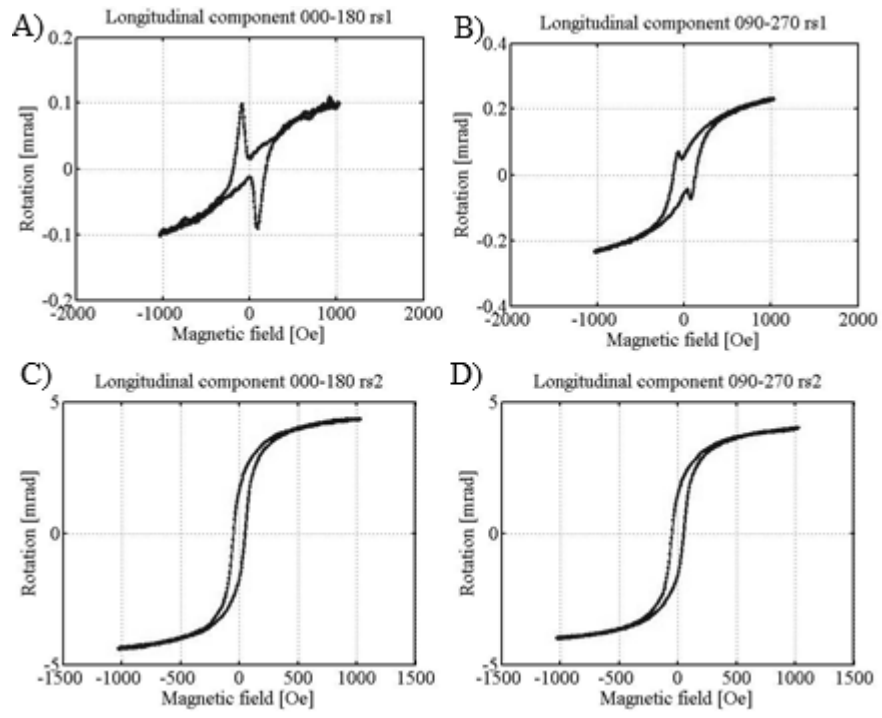 A)
Longitudinal component 000-180 rs1
0.2
0.1
0
-0.1
-0.2
Rotation [mrad]
-2000 -1000 0 1000 2000
Magnetic field [Oe]
B)
Longitudinal component 090-270 rs1
0.4
0.2
0
-0.2
-0.4
Rotation [mrad]
-2000 -1000 0 1000 2000
Magnetic field [Oe]
C)
Longitudinal component 000-180 rs2
5
0
-5
Rotation [mrad]
-1500 -1000 -500 0 500 1000 1500
Magnetic field [Oe]
D)
Longitudinal component 090-270 rs2
5
0
-5
Rotation [mrad]
-1500 -1000 -500 0 500 1000 1500
Magnetic field [Oe]